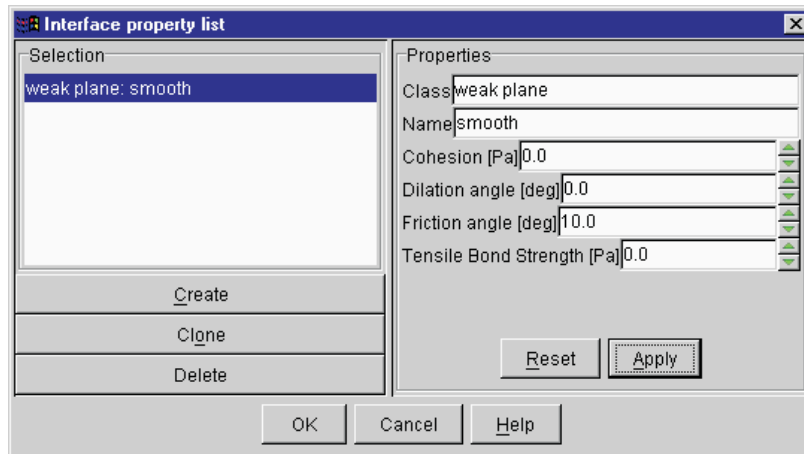 Interface property list
Selection
weak plane: smooth
Create
Clone
Delete
Properties
Class weak plane
Name smooth
Cohesion [Pa] 0.0
Dilation angle [deg] 0.0
Friction angle [deg] 10.0
Tensile Bond Strength [Pa] 0.0
Reset Apply
OK Cancel Help